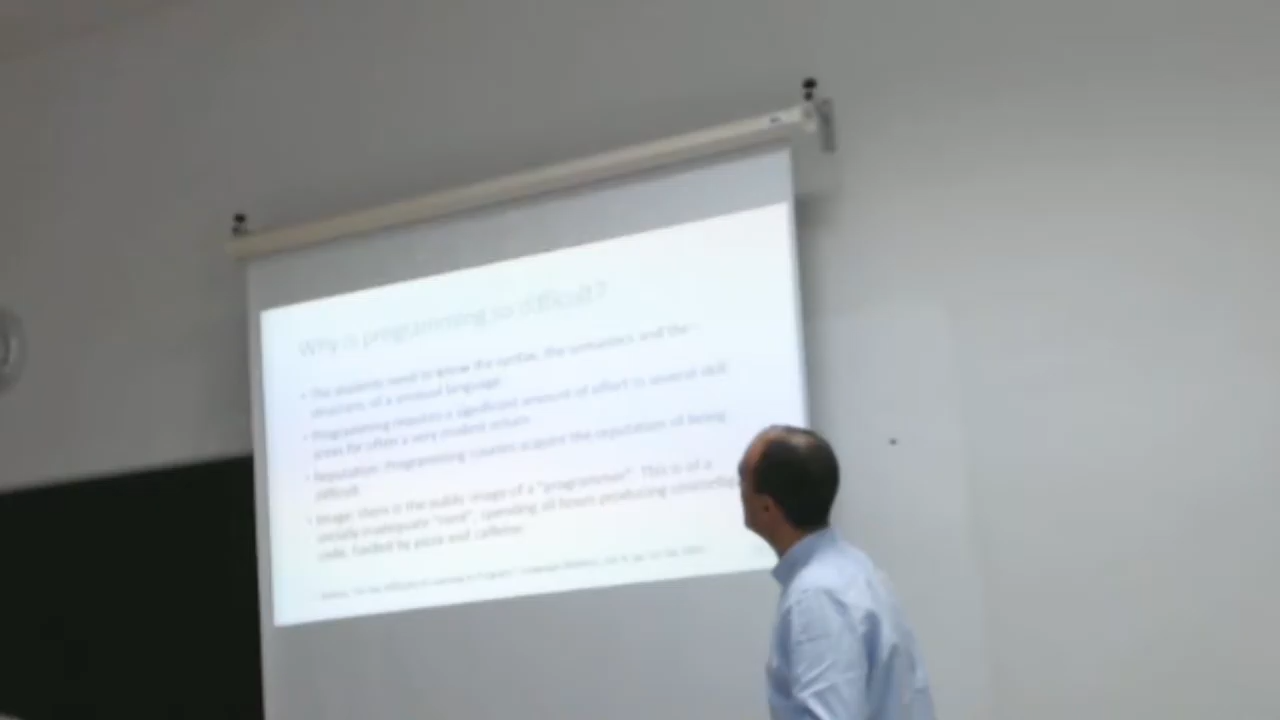 Why is programming so difficult?
• The students need to know the syntax, the semantics and the
structure of a unusual language.
• Programming requires a significant amount of effort in several skill
areas for often a very modest return.
• Reputation: Programming courses acquire the reputation of being
difficult.
• Image: there is the public image of a "programmer": This is of a
socially inadequate "nerd", spending all hours producing
code, fueled by pizza and caffeine.